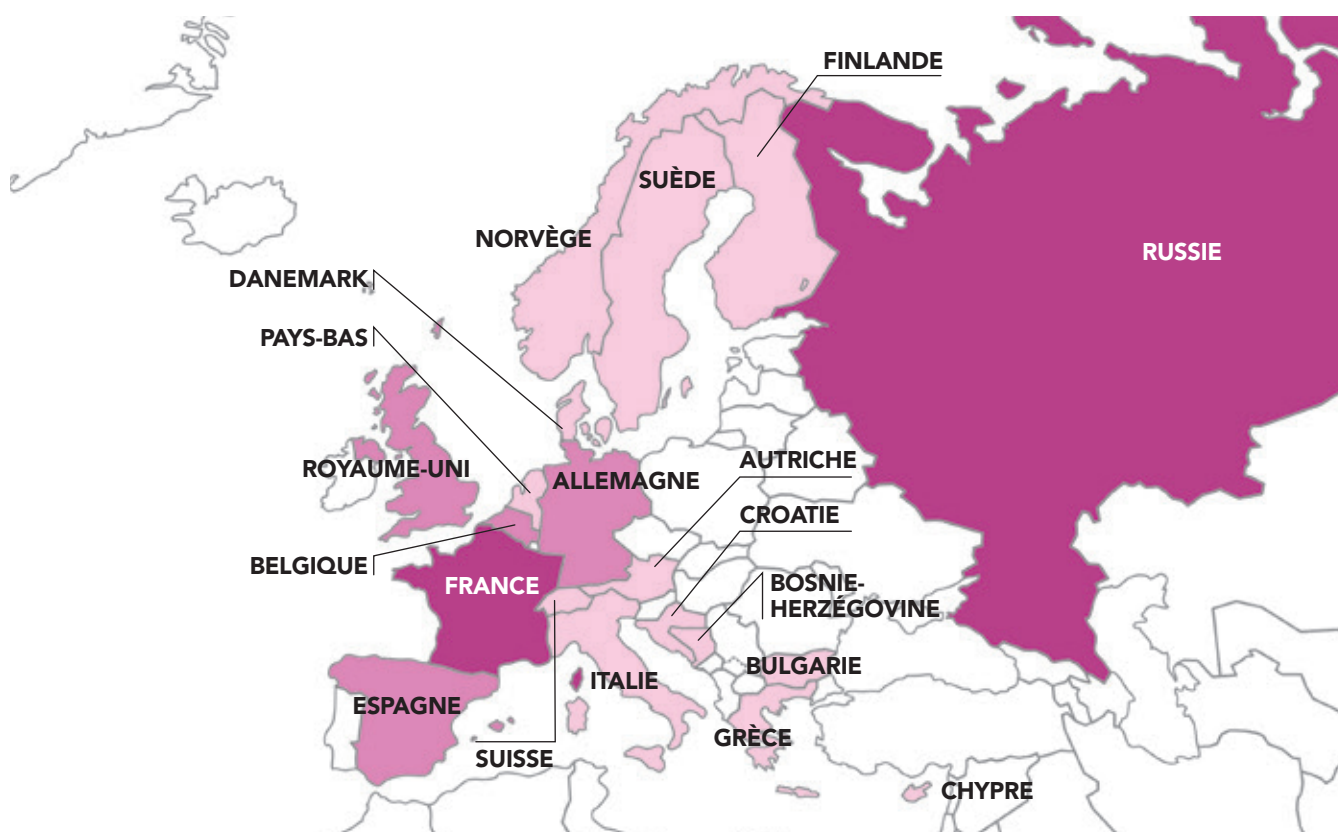 FINLANDE
SUÈDE
NORVÈGE
RUSSIE
DANEMARK
PAYS-BAS
ROYAUME-UNI
ALLEMAGNE
AUTRICHE
CROATIE
BELGIQUE
FRANCE
BOSNIE-
HERZÉGOVINE
BULGARIE
ITALIE
ESPAGNE
GRÈCE
SUISSE
CHYPRE